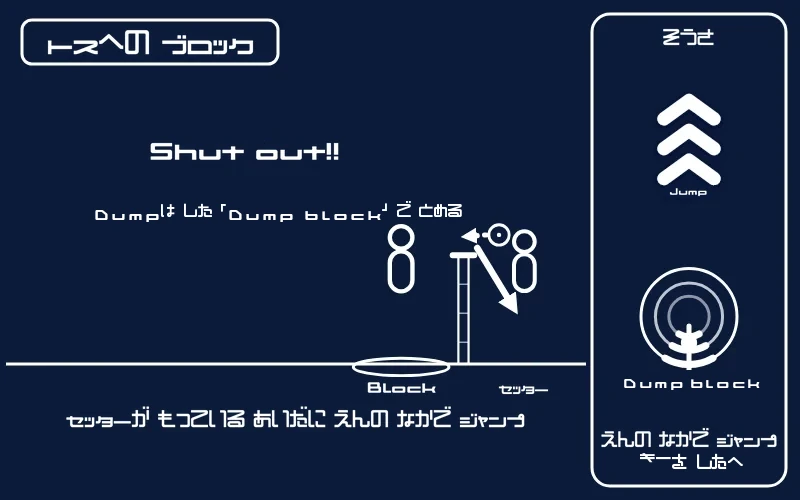 トスへの ブロック
そうさ
Shut out!!
Jump
Dumpは した「Dump block」で とめる
Dump block
Block
セッター
セッターが もっている あいだに えんの なかで ジャンプ
えんの なかで ジャンプ
キーを したへ